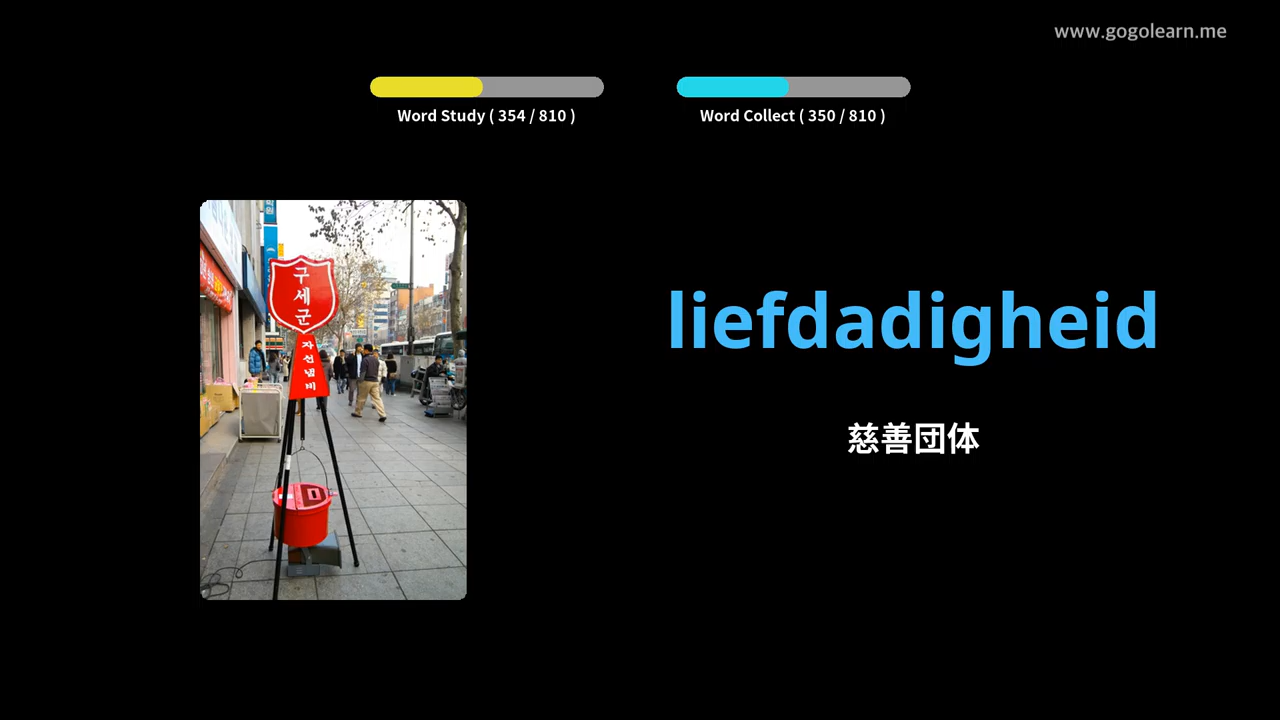 www.gogolearn.me
Word Study ( 354 / 810 )
Word Collect ( 350 / 810 )
구세군
자선냄비
liefdadigheid
慈善団体